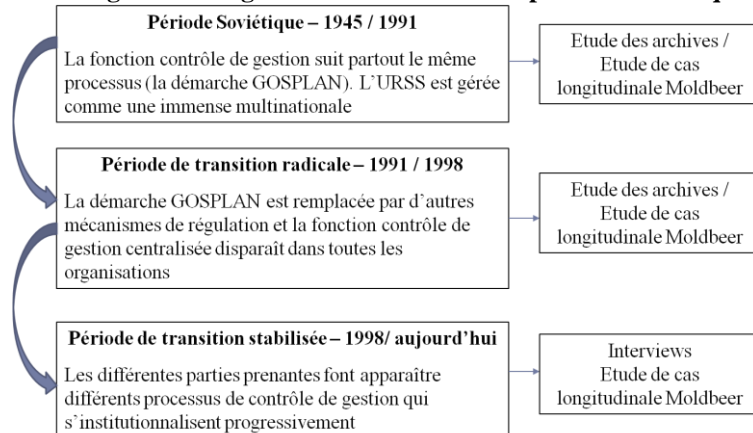 Période Soviétique – 1945 / 1991
La fonction contrôle de gestion suit partout le même
processus (la démarche GOSPLAN). L’URSS est gérée
comme une immense multinationale
Etude des archives /
Etude de cas
longitudinale Moldbeer
Période de transition radicale – 1991 / 1998
La démarche GOSPLAN est remplacée par d’autres
mécanismes de régulation et la fonction contrôle de
gestion centralisée disparaît dans toutes les
organisations
Etude des archives /
Etude de cas
longitudinale Moldbeer
Période de transition stabilisée – 1998/ aujourd’hui
Les différentes parties prenantes font apparaître
différents processus de contrôle de gestion qui
s’institutionnalisent progressivement
Interviews
Etude de cas
longitudinale Moldbeer